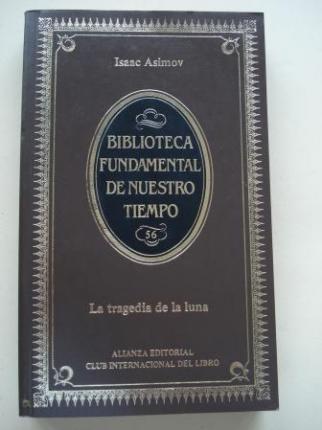 Isaac Asimov
BIBLIOTECA
FUNDAMENTAL
DE NUESTRO
TIEMPO
56
La tragedia de la luna
ALIANZA EDITORIAL
CLUB INTERNACIONAL DEL LIBRO